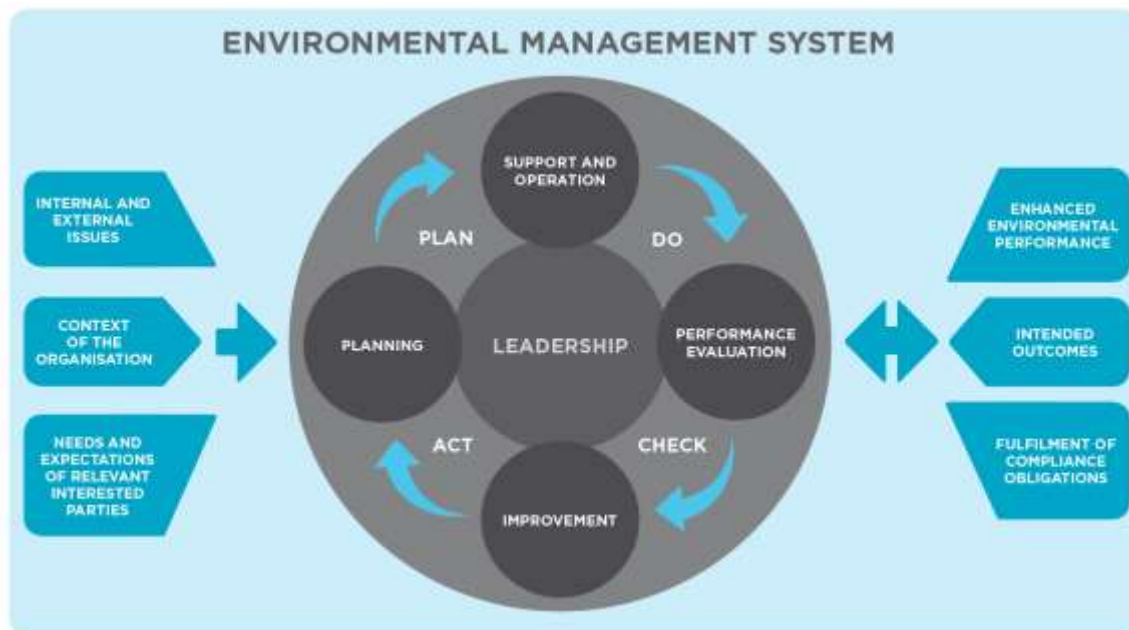 ENVIRONMENTAL MANAGEMENT SYSTEM
INTERNAL AND
EXTERNAL
ISSUES
CONTEXT
OF THE
ORGANISATION
NEEDS AND
EXPECTATIONS
OF RELEVANT
INTERESTED
PARTIES
SUPPORT AND
OPERATION
PLAN
DO
PLANNING
LEADERSHIP
PERFORMANCE
EVALUATION
ACT
CHECK
IMPROVEMENT
ENHANCED
ENVIRONMENTAL
PERFORMANCE
INTENDED
OUTCOMES
FULFILMENT OF
COMPLIANCE
OBLIGATIONS